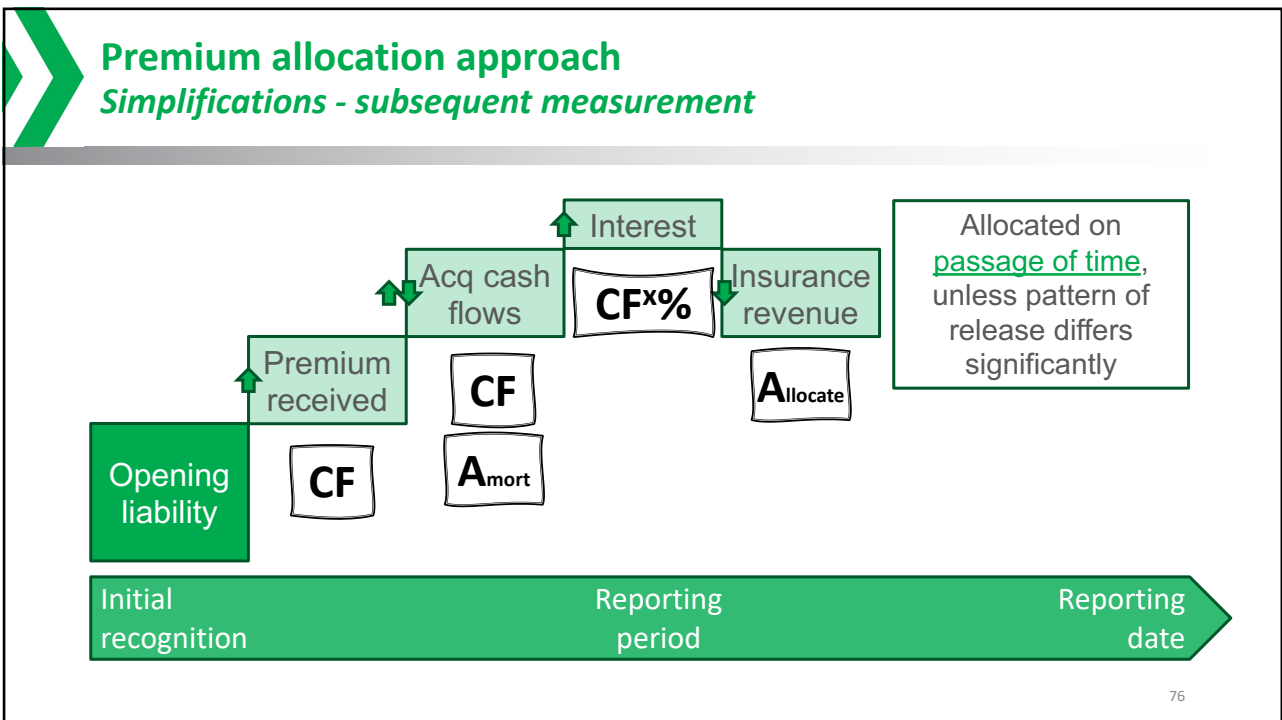 Premium allocation approach
Simplifications - subsequent measurement
Opening
liability
Premium
received
CF
Acq cash
flows
CF
Amort
Interest
CFx%
Insurance
revenue
Allocate
Allocated on
passage of time,
unless pattern of
release differs
significantly
Initial
recognition
Reporting
period
Reporting
date
76